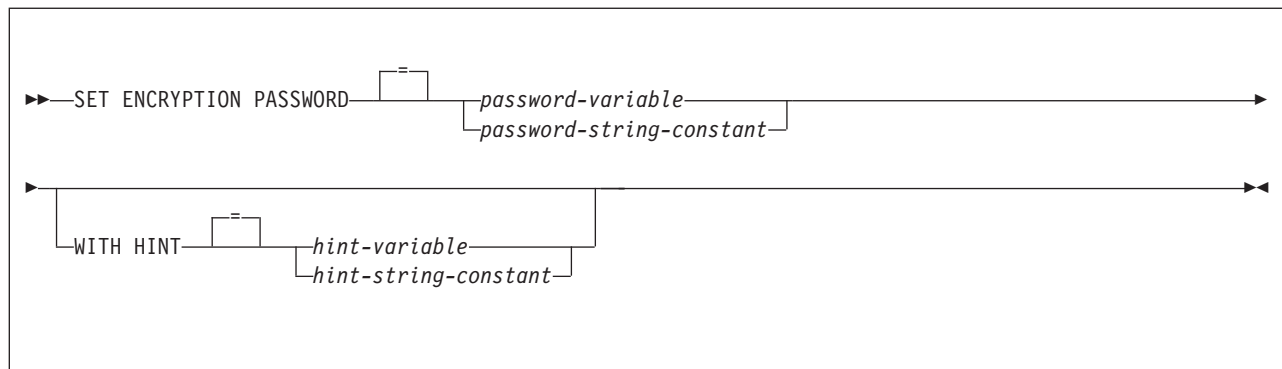 =
SET ENCRYPTION PASSWORD password-variable
password-string-constant
=
WITH HINT hint-variable
hint-string-constant